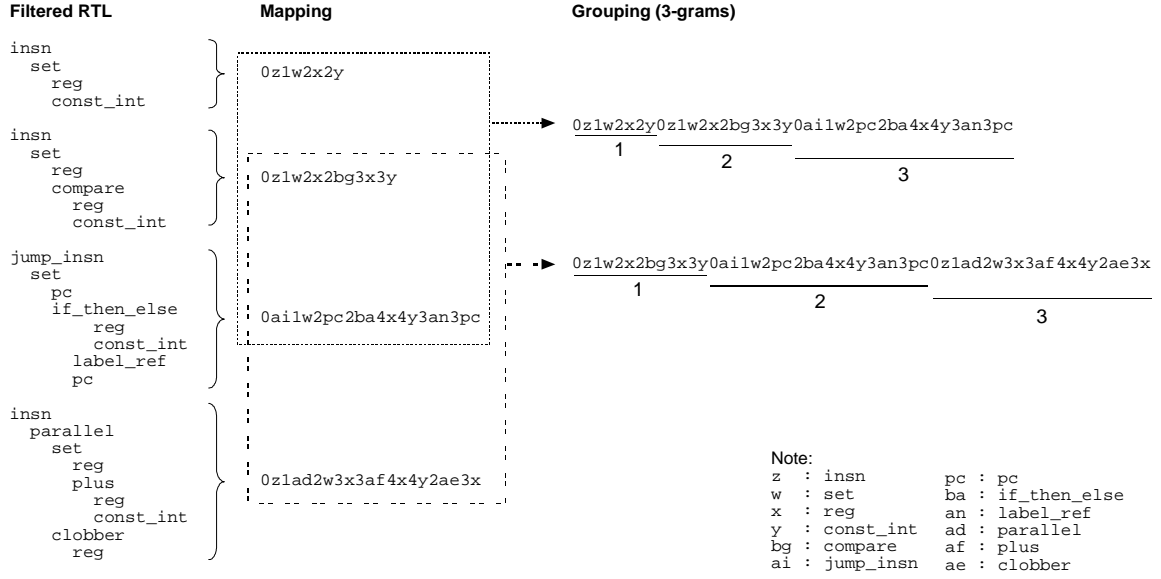 Filtered RTL
Mapping
Grouping (3-grams)
insn
set
reg
const_int
0z1w2x2y
insn
set
reg
compare
reg
const_int
0z1w2x2bg3x3y
jump_insn
set
pc
if_then_else
reg
const_int
label_ref
pc
0ai1w2pc2ba4x4y3an3pc
insn
parallel
set
reg
plus
reg
const_int
clobber
reg
0z1ad2w3x3af4x4y2ae3x
0z1w2x2y0z1w2x2bg3x3y0ai1w2pc2ba4x4y3an3pc
1
2
3
0z1w2x2bg3x3y0ai1w2pc2ba4x4y3an3pc0z1ad2w3x3af4x4y2ae3x
1
2
3
Note:
z : insn
w : set
x : reg
y : const_int
bg : compare
ai : jump_insn
pc : pc
ba : if_then_else
an : label_ref
ad : parallel
af : plus
ae : clobber